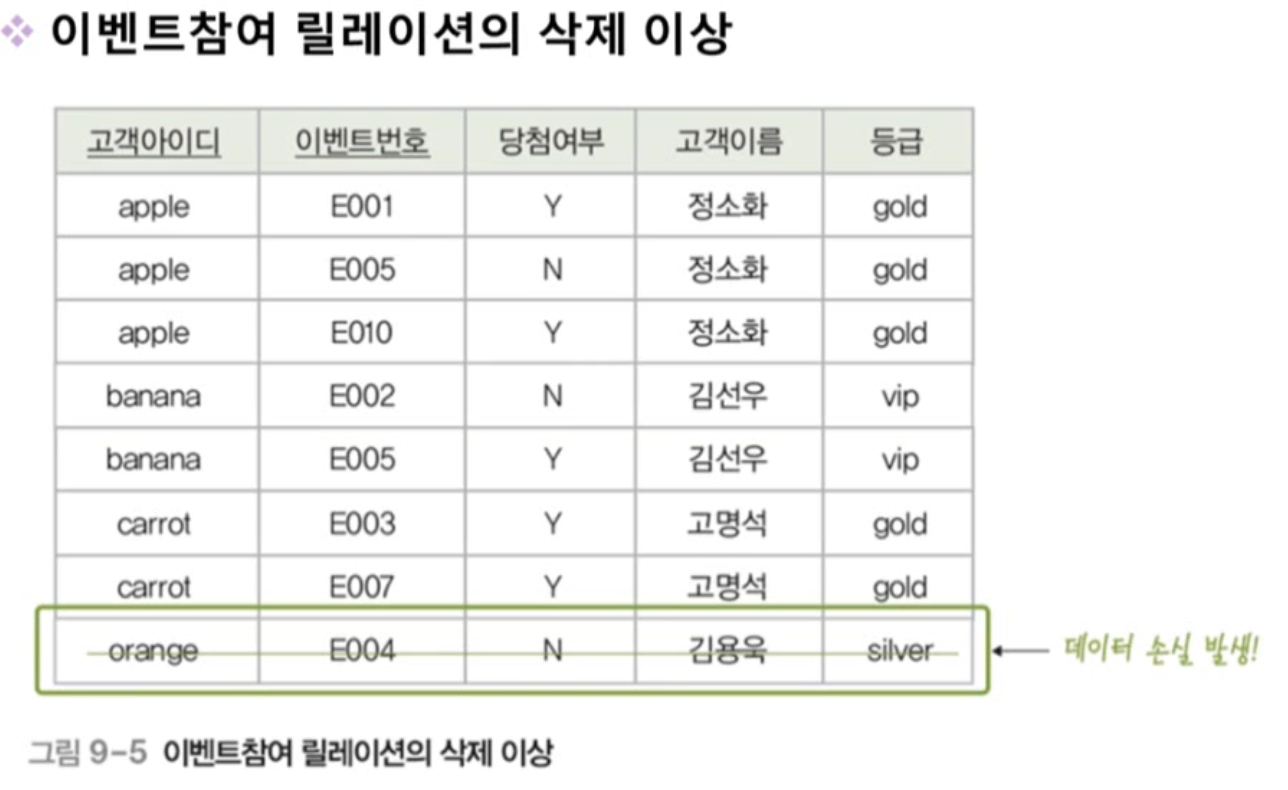 이벤트참여 릴레이션의 삭제 이상
고객아이디 이벤트번호 당첨여부 고객이름 등급
apple E001 Y 정소화 gold
apple E005 N 정소화 gold
apple E010 Y 정소화 gold
banana E002 N 김선우 vip
banana E005 Y 김선우 vip
carrot E003 Y 고명석 gold
carrot E007 Y 고명석 gold
orange E004 N 김용욱 silver
데이터 손실 발생!
그림 9-5 이벤트참여 릴레이션의 삭제 이상